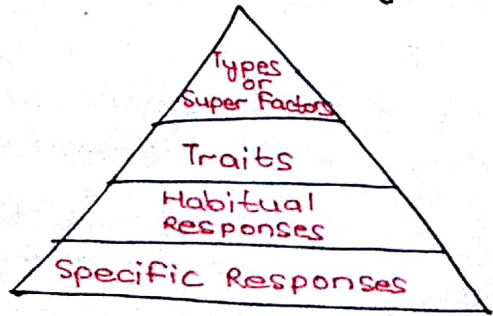 Types
or
Super Factors
Traits
Habitual
Responses
Specific Responses